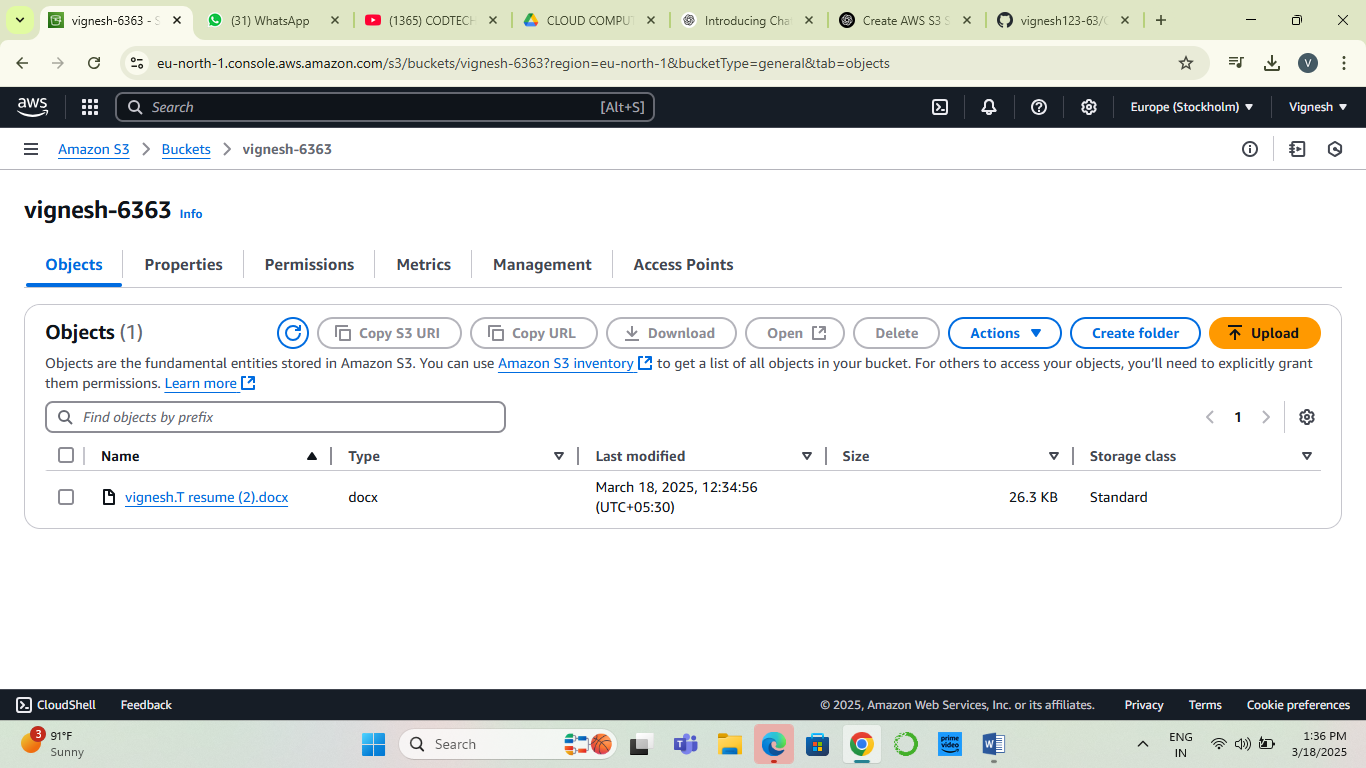 vignesh-6363 - S
(31) WhatsApp
(1365) CODTECH
CLOUD COMPUT
Introducing Cha
Create AWS S3 S
vignesh123-63/C
eu-north-1.console.aws.amazon.com/s3/buckets/vignesh-6363?region=eu-north-1&bucketType=general&tab=objects
V
aws
Search
[Alt+S]
Europe (Stockholm)
Vignesh
Amazon S3
Buckets
vignesh-6363
vignesh-6363 Info
Objects
Properties
Permissions
Metrics
Management
Access Points
Objects (1)
Copy S3 URI
Copy URL
Download
Open
Delete
Actions
Create folder
Upload
Objects are the fundamental entities stored in Amazon S3. You can use Amazon S3 inventory to get a list of all objects in your bucket. For others to access your objects, you’ll need to explicitly grant
them permissions. Learn more
Find objects by prefix
1
Name
Type
Last modified
Size
Storage class
vignesh.T resume (2).docx
docx
March 18, 2025, 12:34:56
(UTC+05:30)
26.3 KB
Standard
CloudShell
Feedback
© 2025, Amazon Web Services, Inc. or its affiliates.
Privacy
Terms
Cookie preferences
3
91°F
Sunny
Search
prime
video
ENG
IN
1:36 PM
3/18/2025